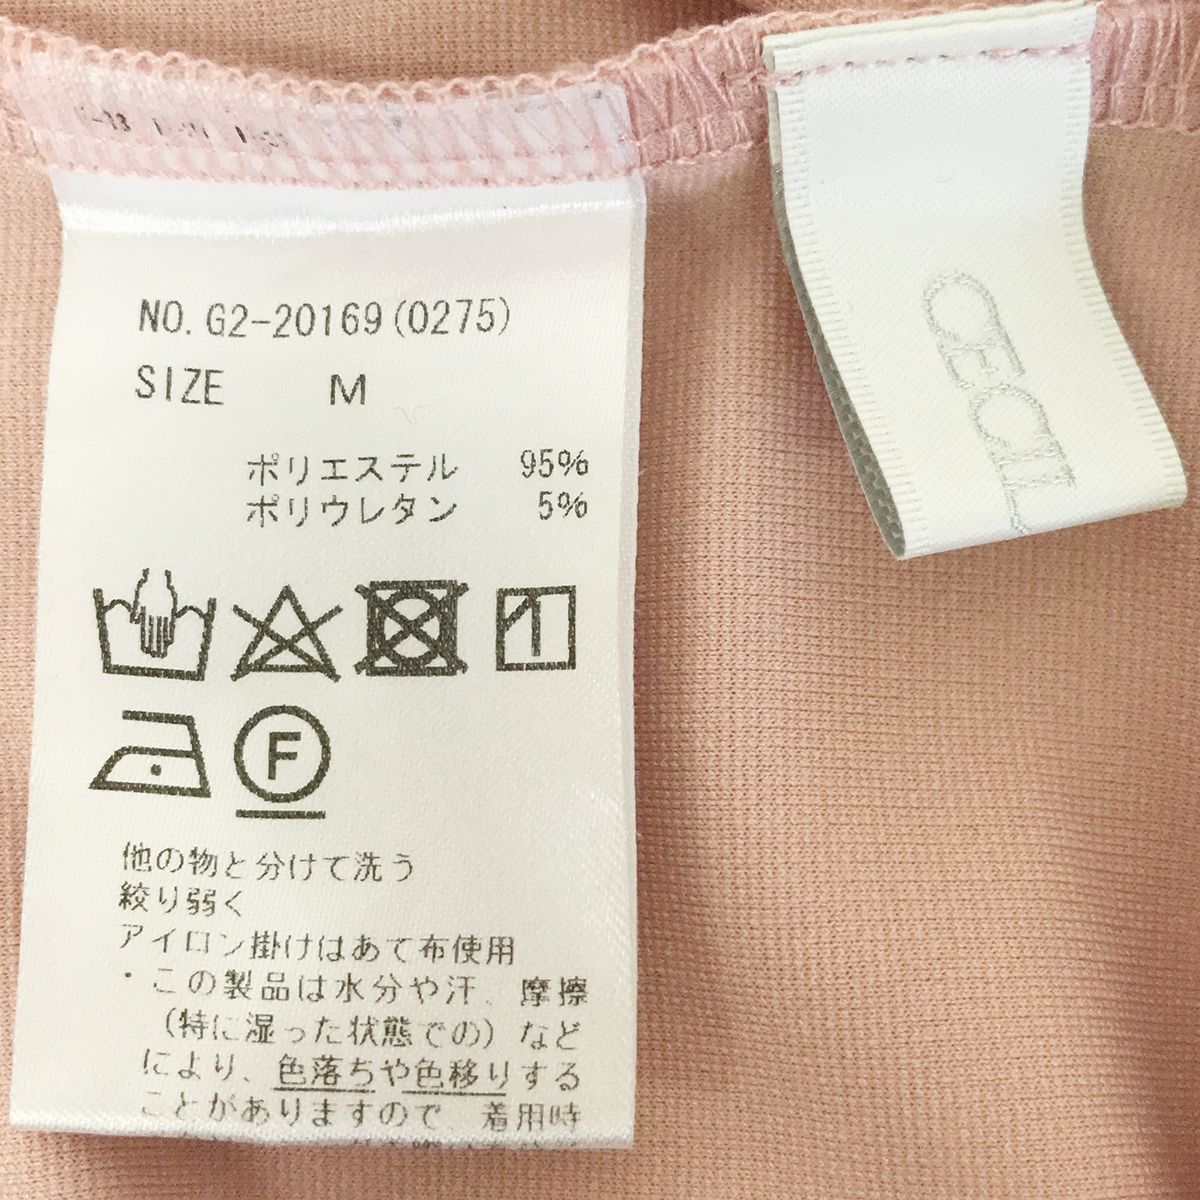 NO. G2-20169(0275)
SIZE M
ポリエステル 95%
ポリウレタン 5%
F
他の物と分けて洗う
絞り弱く
アイロン掛けはあて布使用
・この製品は水分や汗、摩擦
(特に湿った状態での)など
により、色落ちや色移りする
ことがありますので、着用時
CECIL